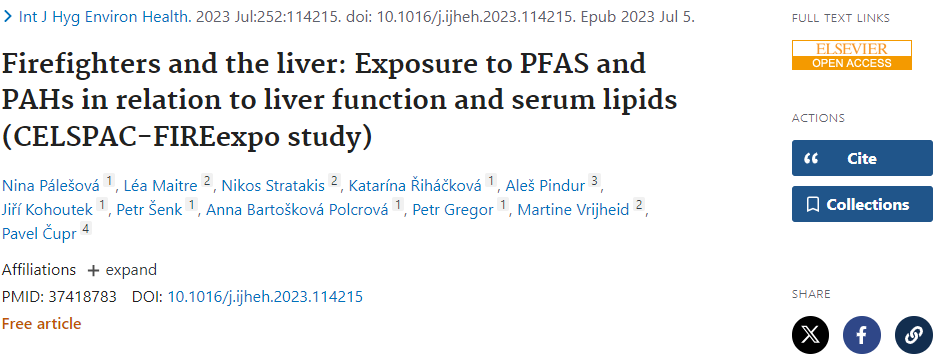 Int J Hyg Environ Health. 2023 Jul:252:114215. doi: 10.1016/j.ijheh.2023.114215. Epub 2023 Jul 5.
Firefighters and the liver: Exposure to PFAS and
PAHs in relation to liver function and serum lipids
(CELSPAC-FIREexpo study)
Nina Pálešová 1, Léa Maitre 2, Nikos Stratakis 2, Katarína Řiháčková 1, Aleš Pindur 3,
Jiří Kohoutek 1, Petr Šenk 1, Anna Bartošková Polcrová 1, Petr Gregor 1, Martine Vrijheid 2,
Pavel Čupr 4
Affiliations + expand
PMID: 37418783 DOI: 10.1016/j.ijheh.2023.114215
Free article
FULL TEXT LINKS
ELSEVIER
OPEN ACCESS
ACTIONS
Cite
Collections
SHARE